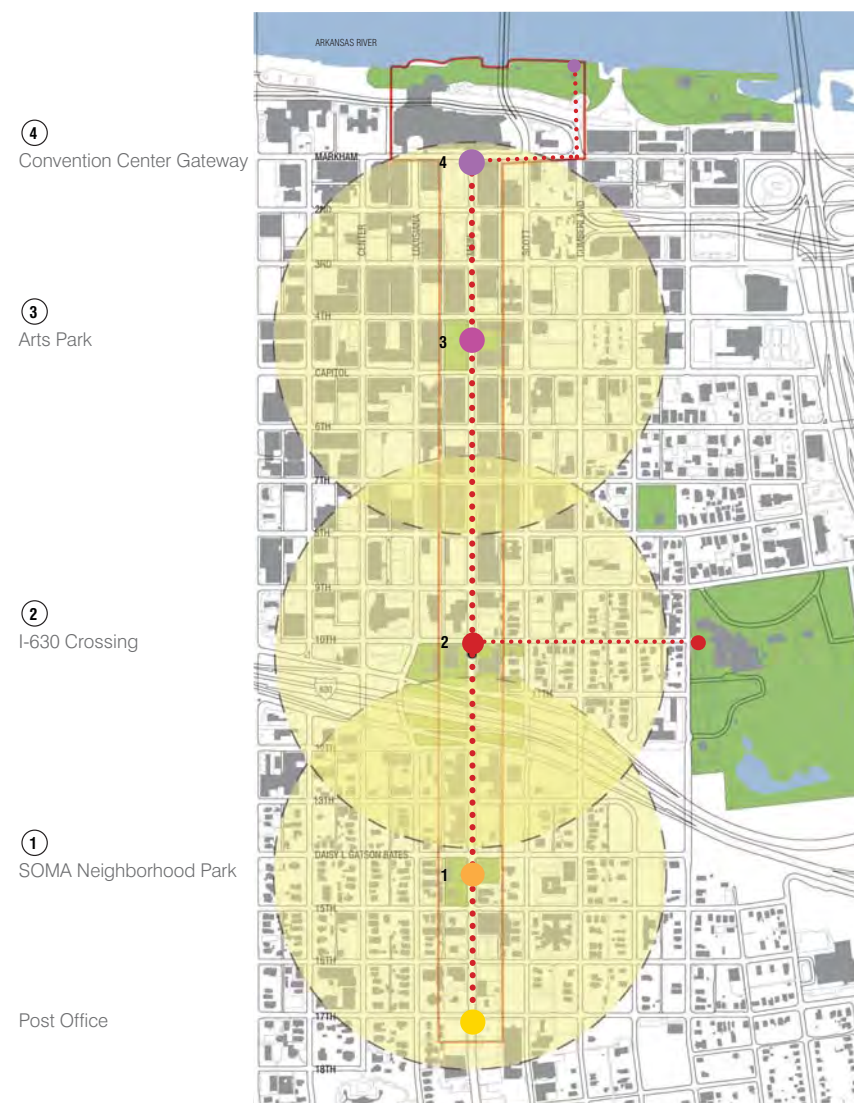 ARKANSAS RIVER
4
Convention Center Gateway
MARKHAM
4
2ND
CENTER
LOUISIANA
MAIN
SCOTT
CUMBERLAND
3RD
3
Arts Park
4TH
3
CAPITOL
6TH
7TH
8TH
9TH
2
I-630 Crossing
10TH
2
11TH
630
12TH
13TH
1
SOMA Neighborhood Park
DAISY L GATSON BATES
1
15TH
16TH
Post Office
17TH
18TH